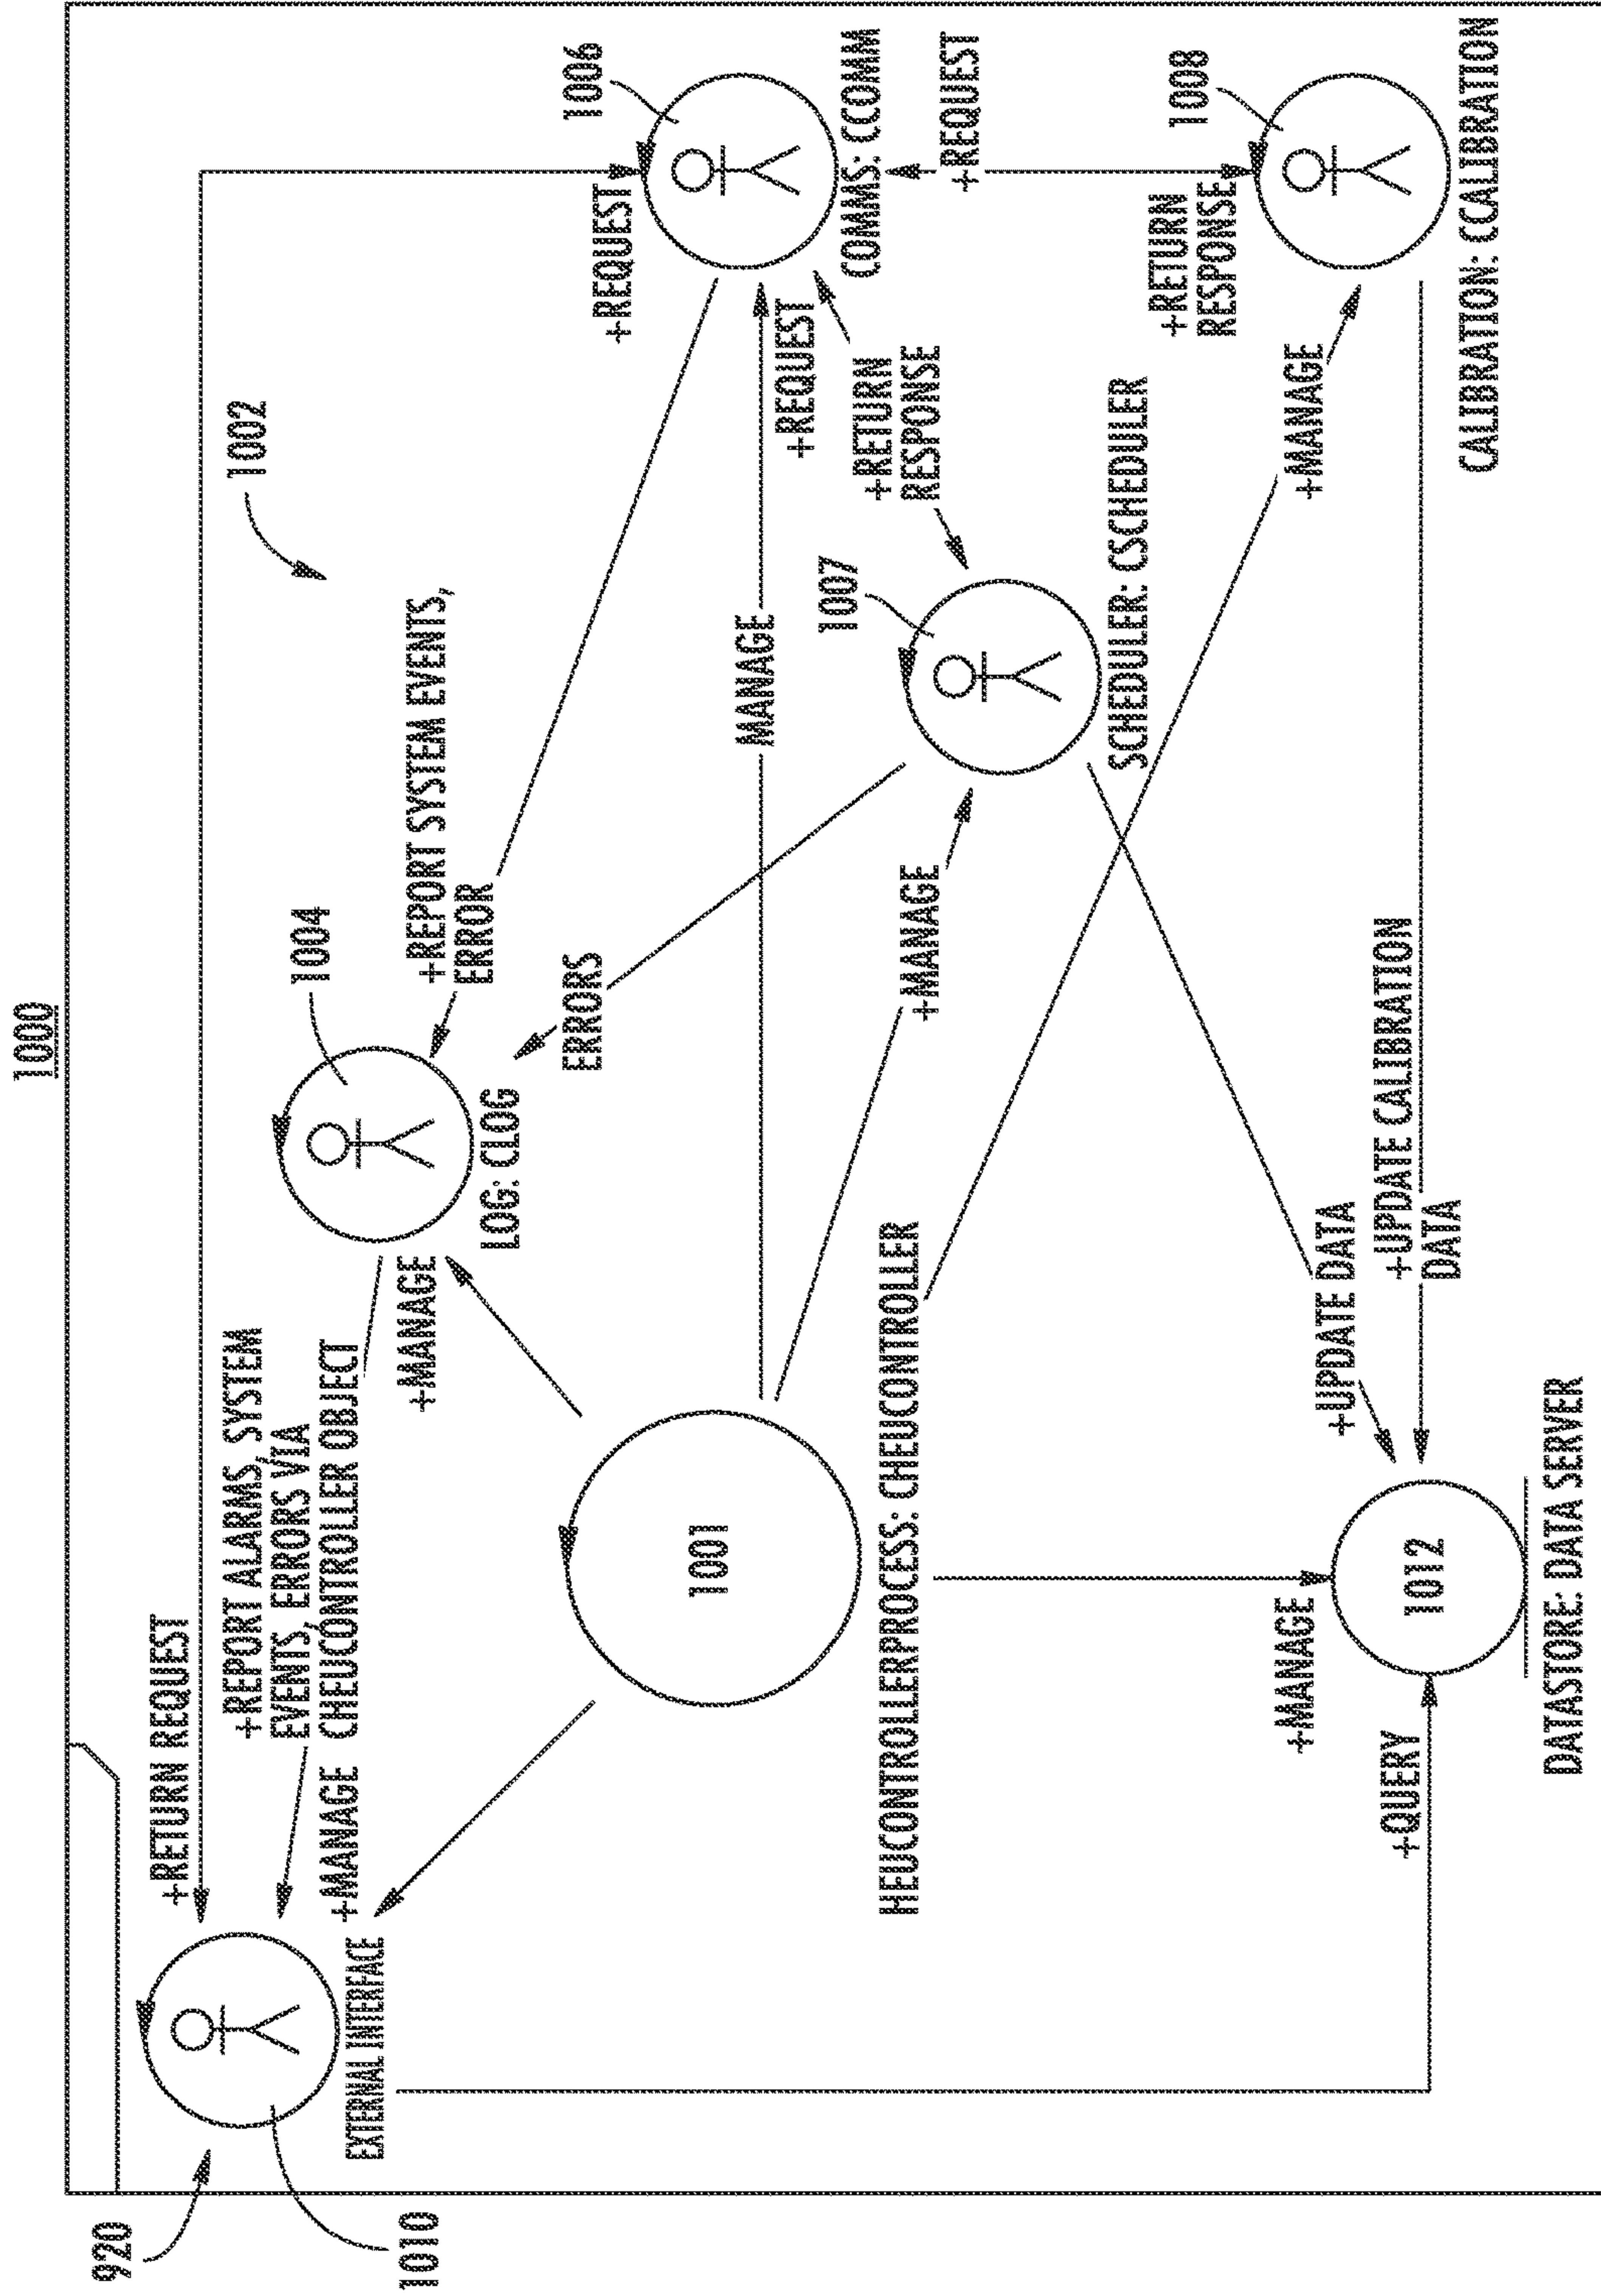 1000
920
1010
EXTERNAL INTERFACE
+RETURN REQUEST
+REPORT ALARMS, SYSTEM
EVENTS, ERRORS VIA
CHEUCONTROLLER OBJECT
+MANAGE
+MANAGE
1004
LOG: CLOG
1002
+REPORT SYSTEM EVENTS,
ERROR
ERRORS
+REQUEST
1006
COMMS: CCOMM
MANAGE
+REQUEST
+RETURN
RESPONSE
1007
SCHEDULER: CSCHEDULER
+MANAGE
1001
HEUCONTROLLERPROCESS: CHEUCONTROLLER
+REQUEST
+RETURN
RESPONSE
1008
CALIBRATION: CCALIBRATION
+MANAGE
+MANAGE
+QUERY
1012
DATASTORE: DATA SERVER
+UPDATE DATA
+UPDATE CALIBRATION
DATA